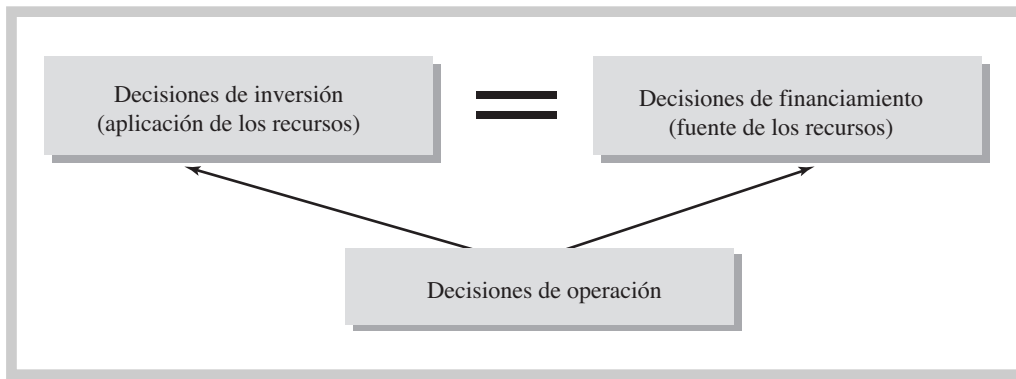 Decisiones de inversión
(aplicación de los recursos)
Decisiones de financiamiento
(fuente de los recursos)
Decisiones de operación